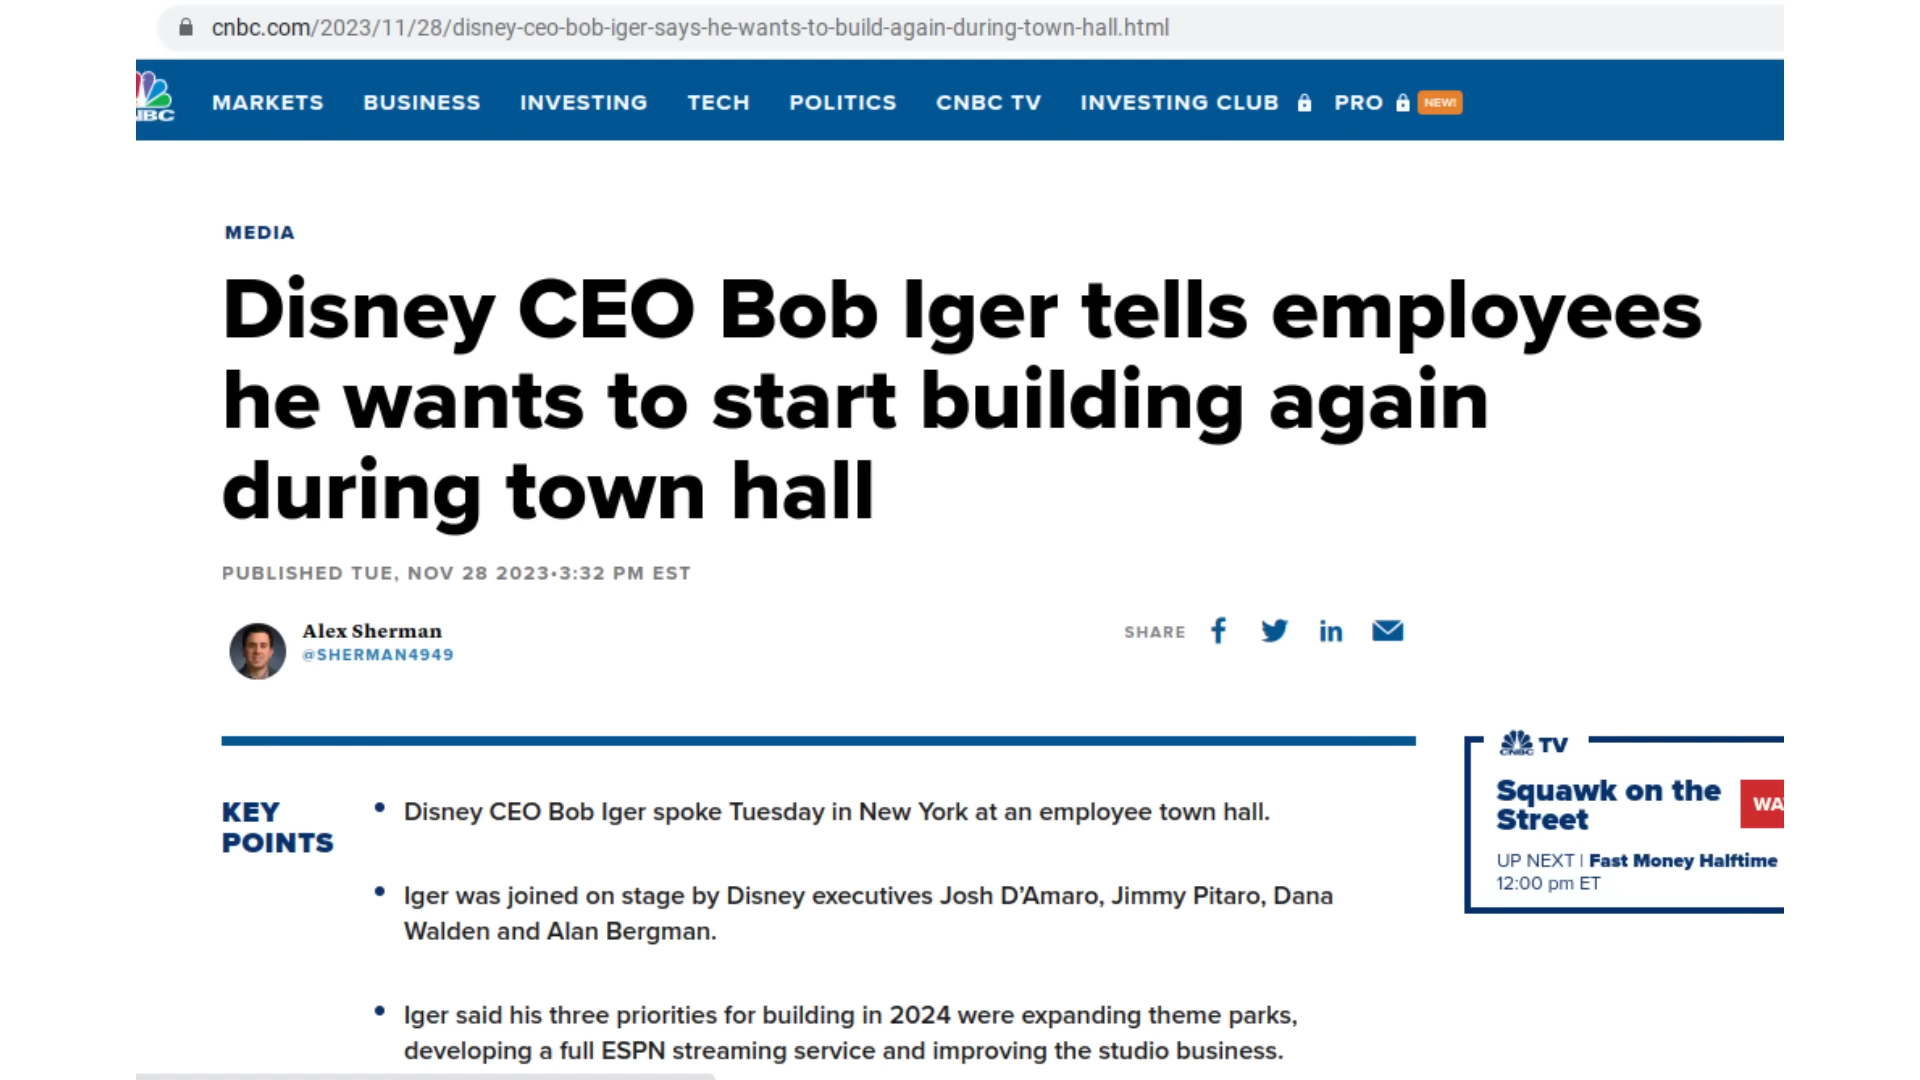 cnbc.com/2023/11/28/disney-ceo-bob-iger-says-he-wants-to-build-again-during-town-hall.html
NBC MARKETS BUSINESS INVESTING TECH POLITICS CNBC TV INVESTING CLUB PRO NEW!
MEDIA
Disney CEO Bob Iger tells employees
he wants to start building again
during town hall
PUBLISHED TUE, NOV 28 2023•3:32 PM EST
Alex Sherman
@SHERMAN4949
SHARE
KEY
POINTS
• Disney CEO Bob Iger spoke Tuesday in New York at an employee town hall.
• Iger was joined on stage by Disney executives Josh D’Amaro, Jimmy Pitaro, Dana
Walden and Alan Bergman.
• Iger said his three priorities for building in 2024 were expanding theme parks,
developing a full ESPN streaming service and improving the studio business.
CNBC TV
Squawk on the
Street
WA
UP NEXT | Fast Money Halftime
12:00 pm ET